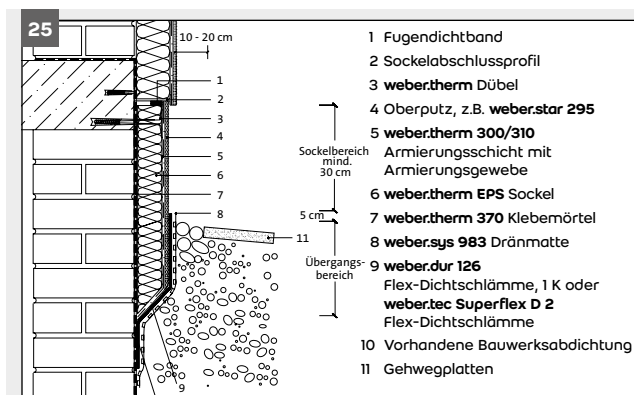 25
10 - 20 cm
1
2
3
4
5
6
7
8
11
9
Sockelbereich
mind.
30 cm
5 cm
Übergangs-
bereich
1 Fugendichtband
2 Sockelabschlussprofil
3 weber.therm Dübel
4 Oberputz, z.B. weber.star 295
5 weber.therm 300/310
Armierungsschicht mit
Armierungsgewebe
6 weber.therm EPS Sockel
7 weber.therm 370 Klebemörtel
8 weber.sys 983 Dränmatte
9 weber.dur 126
Flex-Dichtschlämme, 1 K oder
weber.tec Superflex D 2
Flex-Dichtschlämme
10 Vorhandene Bauwerksabdichtung
11 Gehwegplatten